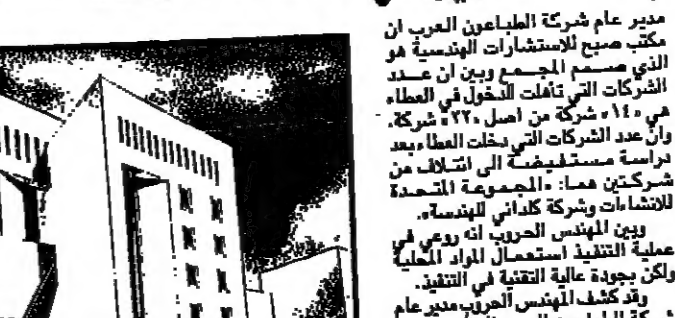 مدير عام شركة الطباعون العرب ان
مكتب صبح للاستشارات الهندسية هو
الذي صمم المجمع وبين ان عدد
الشركات التي تاهلت للدخول في العطاء
هي «١٤» شركة من اصل «٢٢» شركة.
وان عدد الشركات التي دخلت العطاء بعد
دراسة مستفيضة الى ائتلاف من
شركتين هما: «المجموعة المتحدة
للانشاءات وشركة كلداني للهندسة».
وبين المهندس الحروب انه روعي في
عملية التنفيذ استعمال المواد المحلية
ولكن بجودة عالية التقنية في التنفيذ.
وقد كشف المهندس الحروب مدير عام